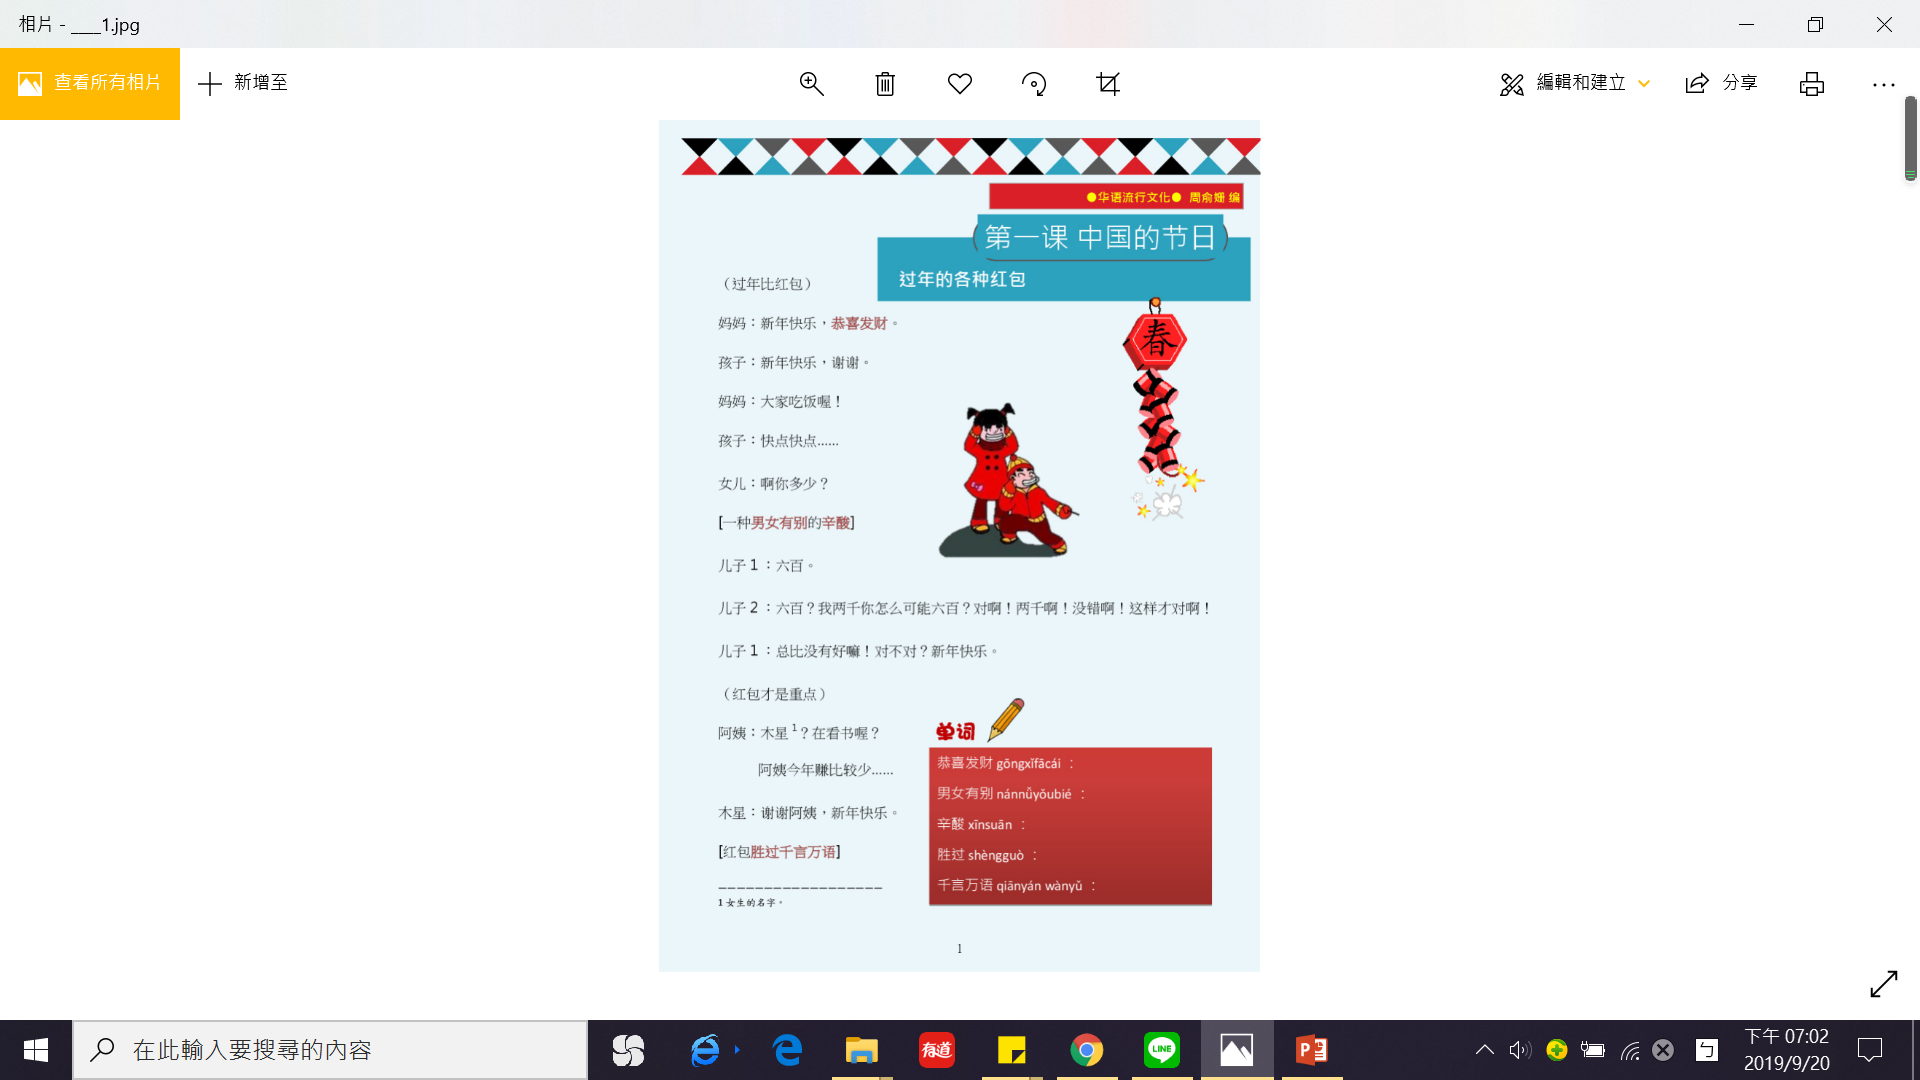 相片 - ____1.jpg
查看所有相片
新增至
編輯和建立
分享
●华语流行文化● 周俞姗 编
第一课 中国的节日
过年的各种红包
（过年比红包）
妈妈：新年快乐，恭喜发财。
孩子：新年快乐，谢谢。
妈妈：大家吃饭喔！
孩子：快点快点……
女儿：啊你多少？
[一种男女有别的辛酸]
儿子 1：六百。
儿子 2：六百？我两千你怎么可能六百？对啊！两千啊！没错啊！这样才对啊！
儿子 1：总比没有好嘛！对不对？新年快乐。
（红包才是重点）
阿姨：木星 1？在看书喔？
阿姨今年赚比较少……
木星：谢谢阿姨，新年快乐。
[红包胜过千言万语]
1 女生的名字。
春
单词
恭喜发财 gōngxǐfācái ：
男女有别 nánnǚyǒubié ：
辛酸 xīnsuān ：
胜过 shèngguò ：
千言万语 qiānyán wànyǔ ：
1
在此輸入要搜尋的內容
有道
LINE
ㄅ
下午 07:02
2019/9/20